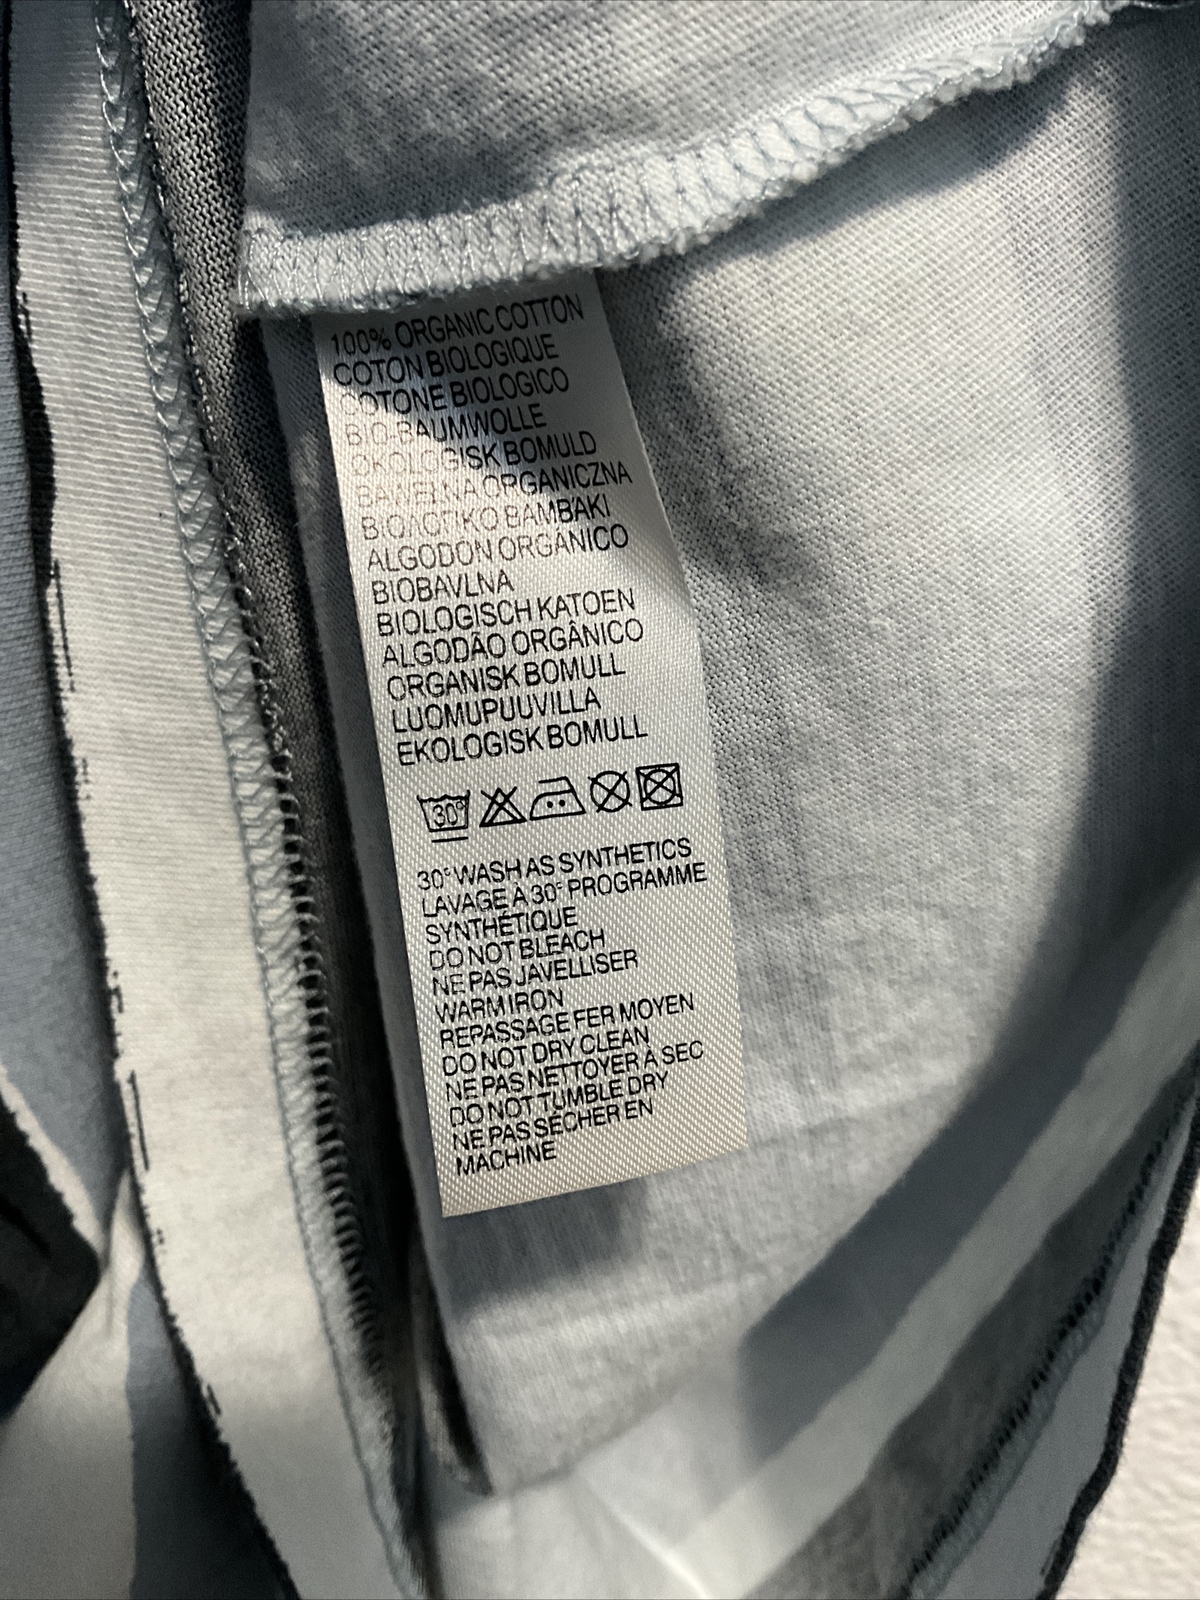 100% ORGANIC COTTON
COTON BIOLOGIQUE
COTONE BIOLOGICO
BIO-BAUMWOLLE
ØKOLOGISK BOMULD
BAWEŁNA ORGANICZNA
ΒΙΟΛΟΓΙΚΟ ΒΑΜΒΆΚΙ
ALGODÓN ORGÁNICO
BIOBAVLNA
BIOLOGISCH KATOEN
ALGODÃO ORGÂNICO
ORGANISK BOMULL
LUOMUPUUVILLA
EKOLOGISK BOMULL
30°
30° WASH AS SYNTHETICS
LAVAGE À 30° PROGRAMME
SYNTHÉTIQUE
DO NOT BLEACH
NE PAS JAVELLISER
WARM IRON
REPASSAGE FER MOYEN
DO NOT DRY CLEAN
NE PAS NETTOYER À SEC
DO NOT TUMBLE DRY
NE PAS SÉCHER EN
MACHINE